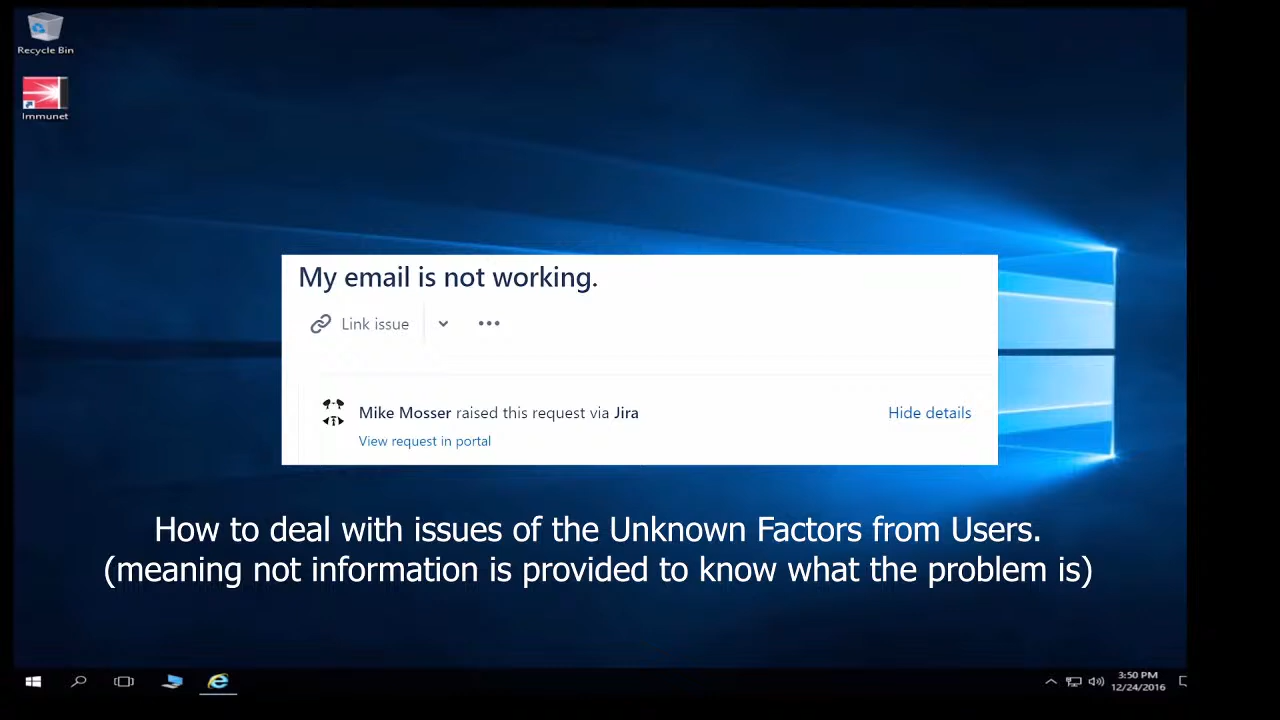 Recycle Bin
Immunet
My email is not working.
Link issue
Mike Mosser raised this request via Jira
Hide details
View request in portal
How to deal with issues of the Unknown Factors from Users.
(meaning not information is provided to know what the problem is)
3:50 PM
12/24/2016